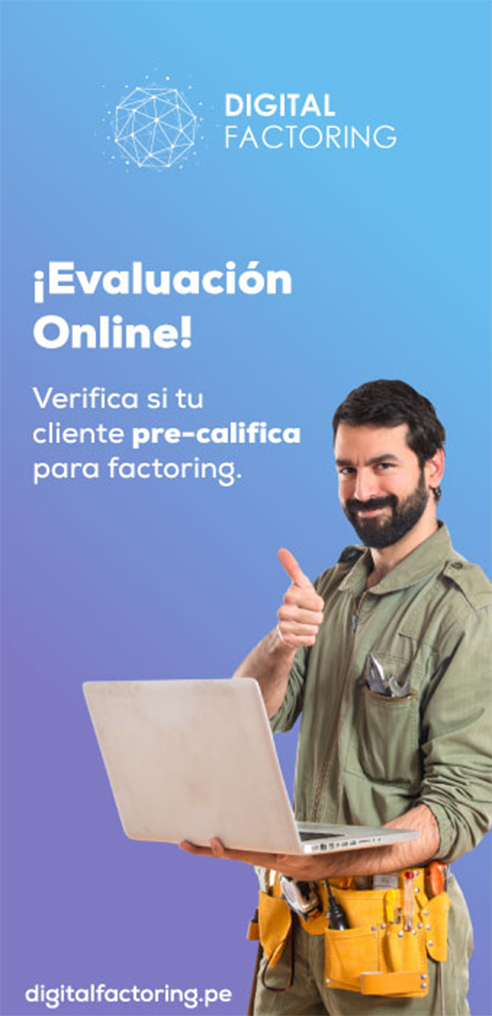 DIGITAL
FACTORING
¡Evaluación
Online!
Verifica si tu
cliente pre-califica
para factoring.
digitalfactoring.pe